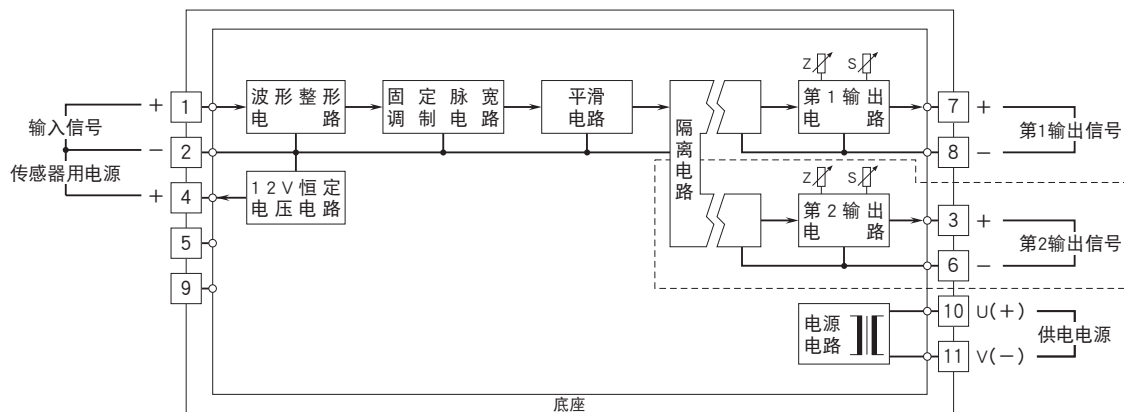 输入信号
传感器用电源
+
−
+
1
2
4
5
9
波形整形
电路
固定脉宽
调制电路
平滑
电路
12V恒定
电压电路
隔离电路
Z S
第1输出
电路
Z S
第2输出
电路
电源
电路
7 +
8 −
第1输出信号
3 +
6 −
第2输出信号
10 U(+)
11 V(−)
供电电源
底座